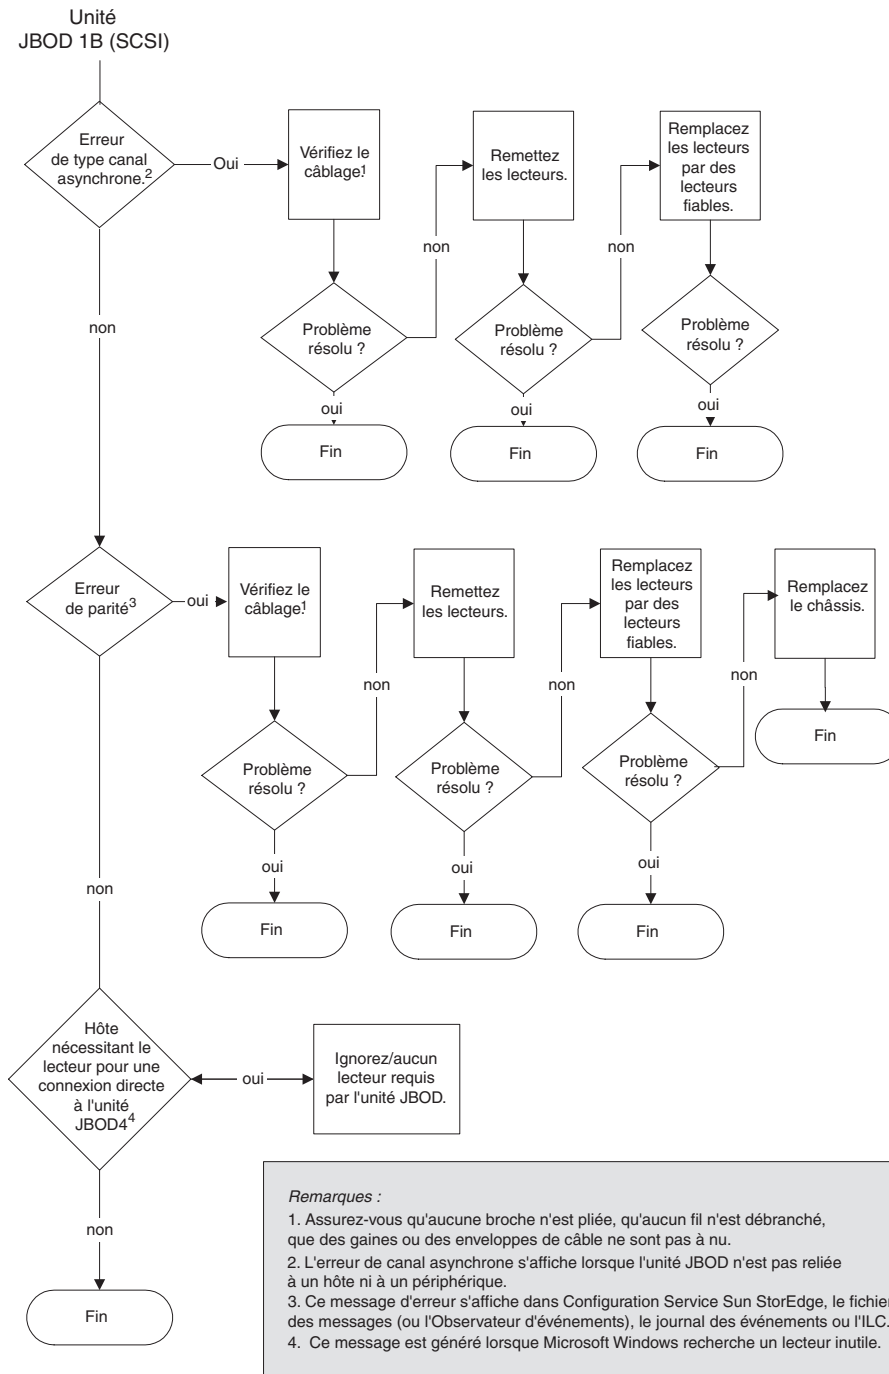 Unité
JBOD 1B (SCSI)
Erreur
de type canal
asynchrone.2
Oui
Vérifiez le
câblage.1
Remettez
les lecteurs.
Remplacez
les lecteurs
par des
lecteurs
fiables.
non
non
non
Problème
résolu ?
Problème
résolu ?
Problème
résolu ?
oui
oui
oui
Fin
Fin
Fin
Erreur
de parité3
oui
Vérifiez le
câblage.1
Remettez
les lecteurs.
Remplacez
les lecteurs
par des
lecteurs
fiables.
Remplacez
le châssis.
non
non
non
Fin
Problème
résolu ?
Problème
résolu ?
Problème
résolu ?
oui
oui
oui
non
Fin
Fin
Fin
Hôte
nécessitant le
lecteur pour une
connexion directe
à l'unité
JBOD44
oui
Ignorez/aucun
lecteur requis
par l'unité JBOD.
non
Fin
Remarques :
1. Assurez-vous qu'aucune broche n'est pliée, qu'aucun fil n'est débranché,
que des gaines ou des enveloppes de câble ne sont pas à nu.
2. L'erreur de canal asynchrone s'affiche lorsque l'unité JBOD n'est pas reliée
à un hôte ni à un périphérique.
3. Ce message d'erreur s'affiche dans Configuration Service Sun StorEdge, le fichier
des messages (ou l'Observateur d'événements), le journal des événements ou l'ILC.
4. Ce message est généré lorsque Microsoft Windows recherche un lecteur inutile.